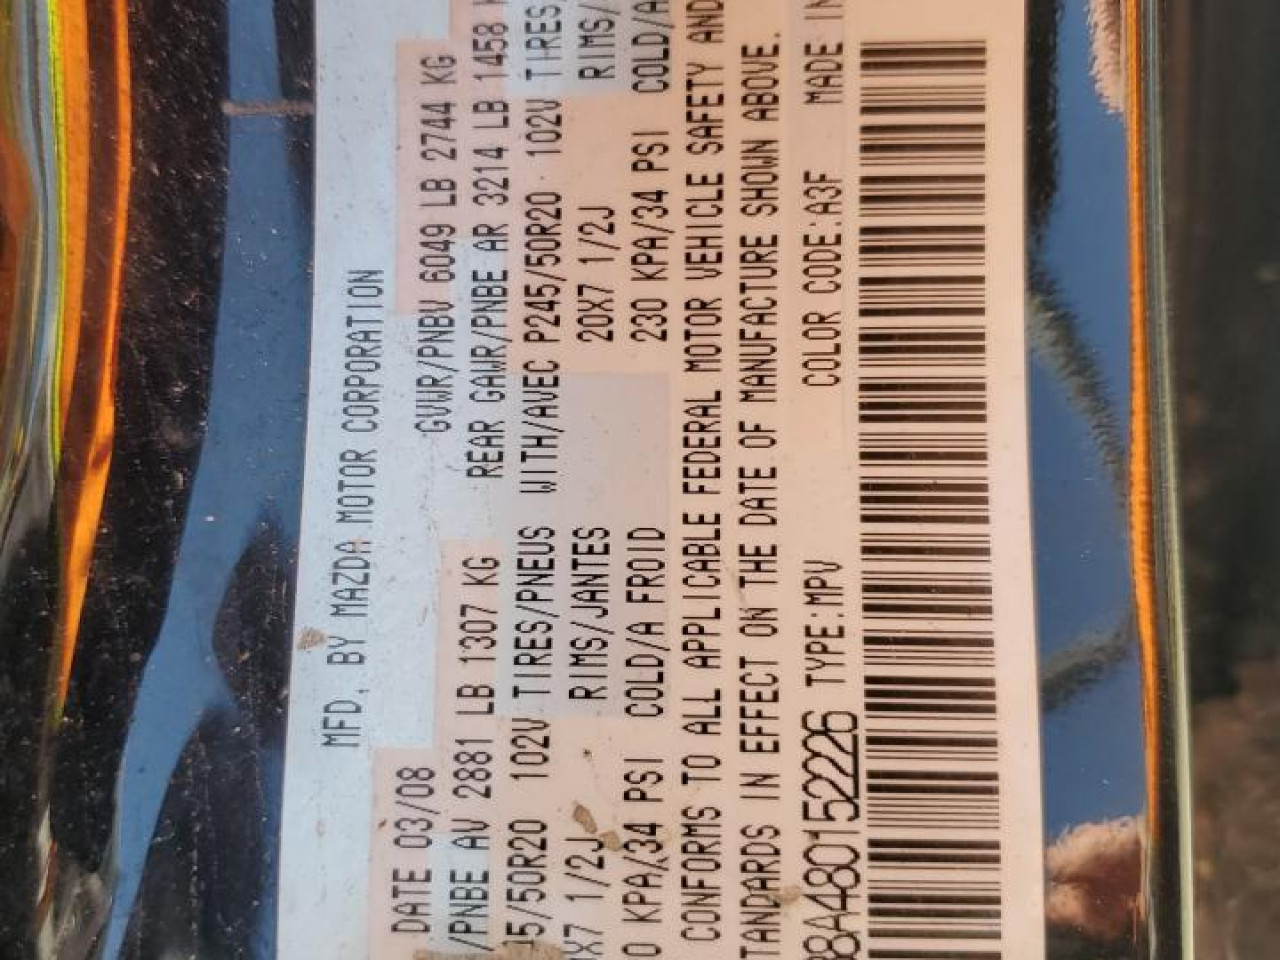 MFD. BY MAZDA MOTOR CORPORATION
DATE 03/08 GVWR/PNBV 6049 LB 2744 KG
/PNBE AV 2881 LB 1307 KG REAR GAWR/PNBE AR 3214 LB 1458
5/50R20 102V TIRES/PNEUS WITH/AVEC P245/50R20 102V TIRES
X7 1/2J RIMS/JANTES 20X7 1/2J RIMS/
0 KPA/34 PSI COLD/A FROID 230 KPA/34 PSI COLD/A
CONFORMS TO ALL APPLICABLE FEDERAL MOTOR VEHICLE SAFETY AND
TANDARDS IN EFFECT ON THE DATE OF MANUFACTURE SHOWN ABOVE.
38A480152226 TYPE:MPV COLOR CODE:A3F MADE IN